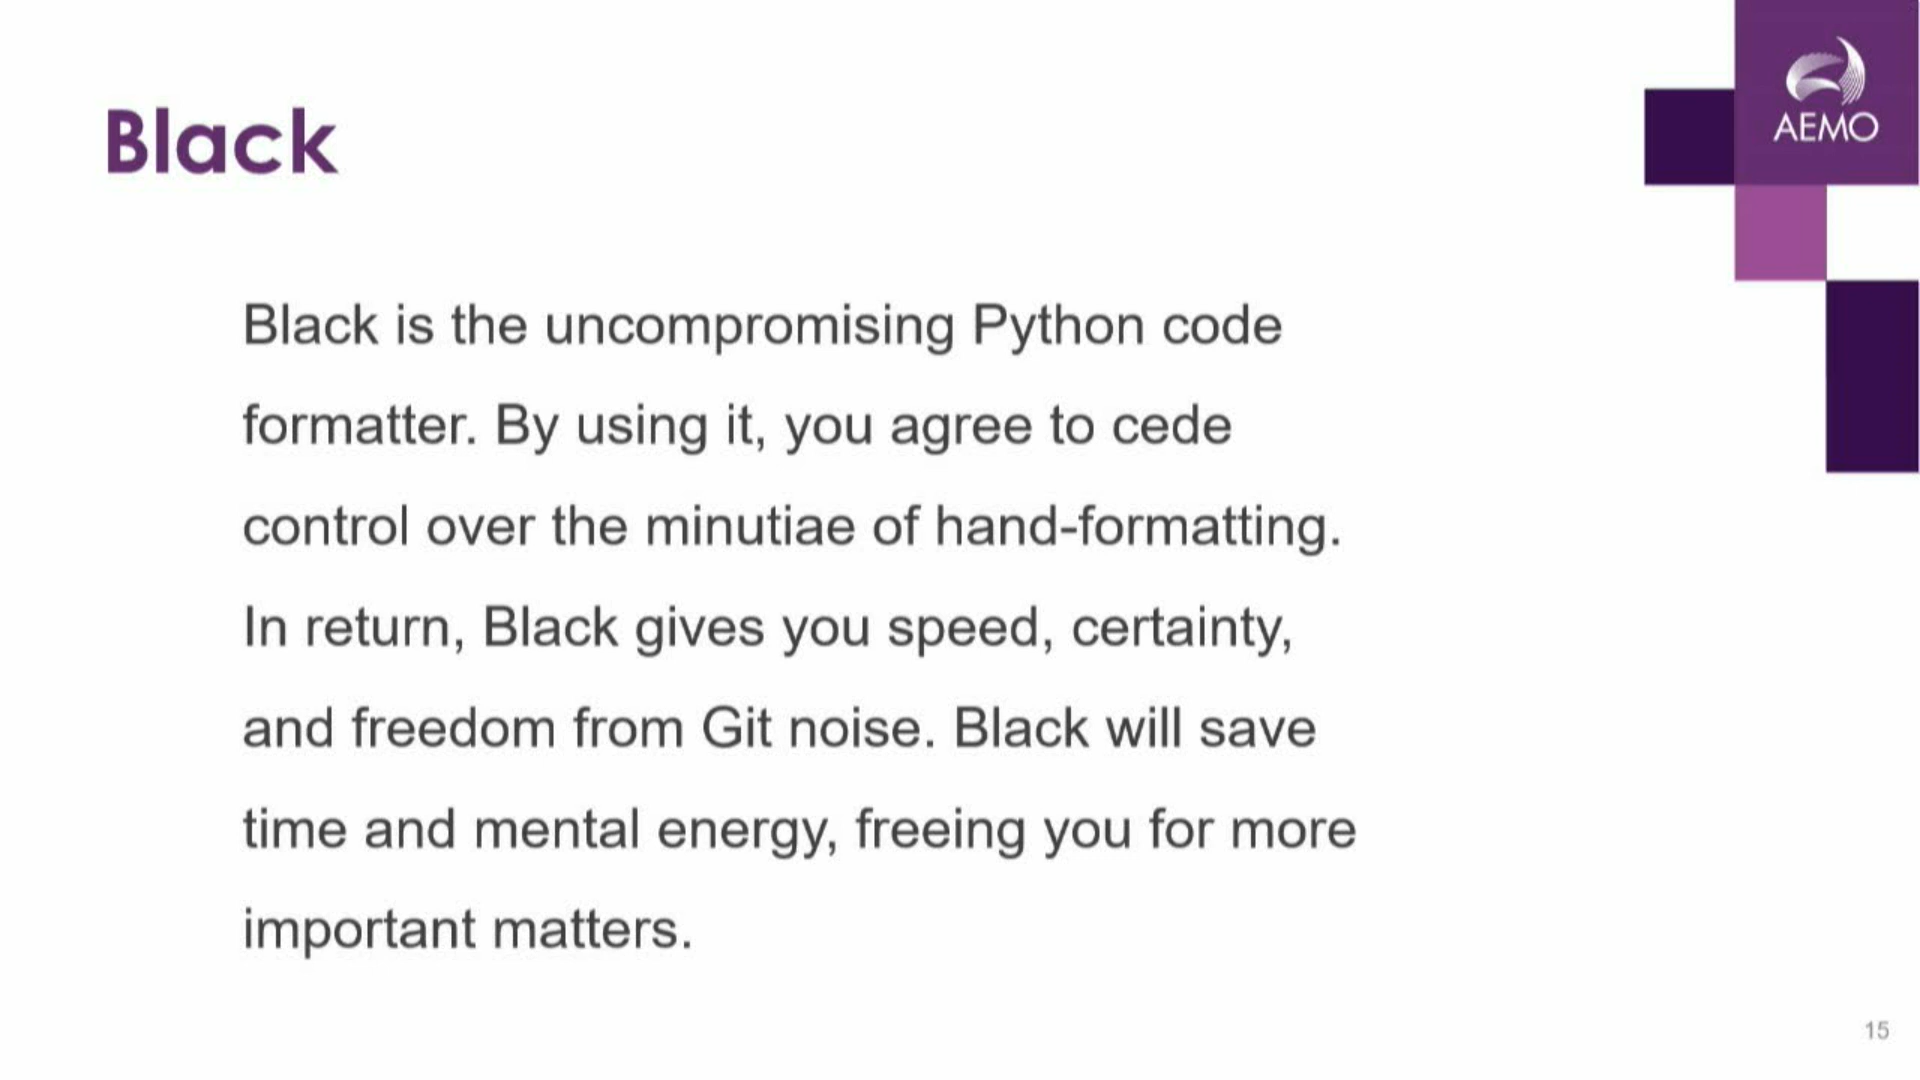 AEMO
Black
Black is the uncompromising Python code
formatter. By using it, you agree to cede
control over the minutiae of hand-formatting.
In return, Black gives you speed, certainty,
and freedom from Git noise. Black will save
time and mental energy, freeing you for more
important matters.
15